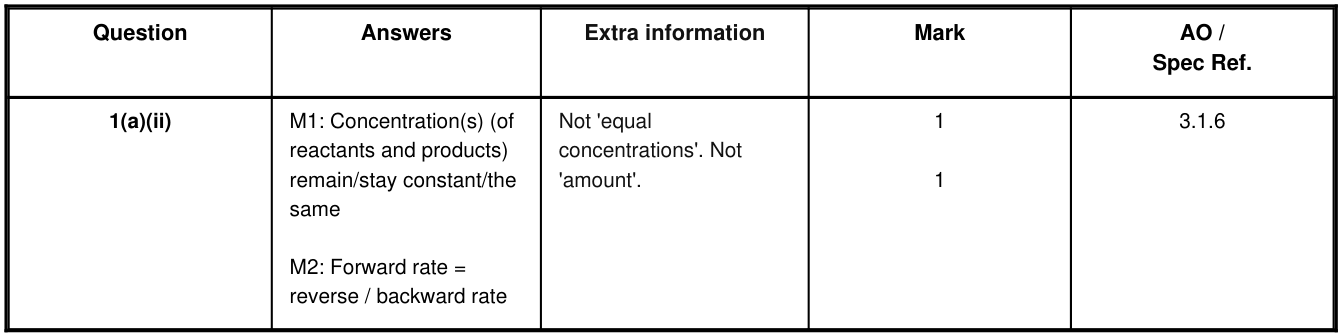 Question Answers Extra information Mark AO /
Spec Ref.
1(a)(ii) M1: Concentration(s) (of Not 'equal 1 3.1.6
reactants and products) concentrations'. Not
remain/stay constant/the 'amount'. 1
same
M2: Forward rate =
reverse / backward rate